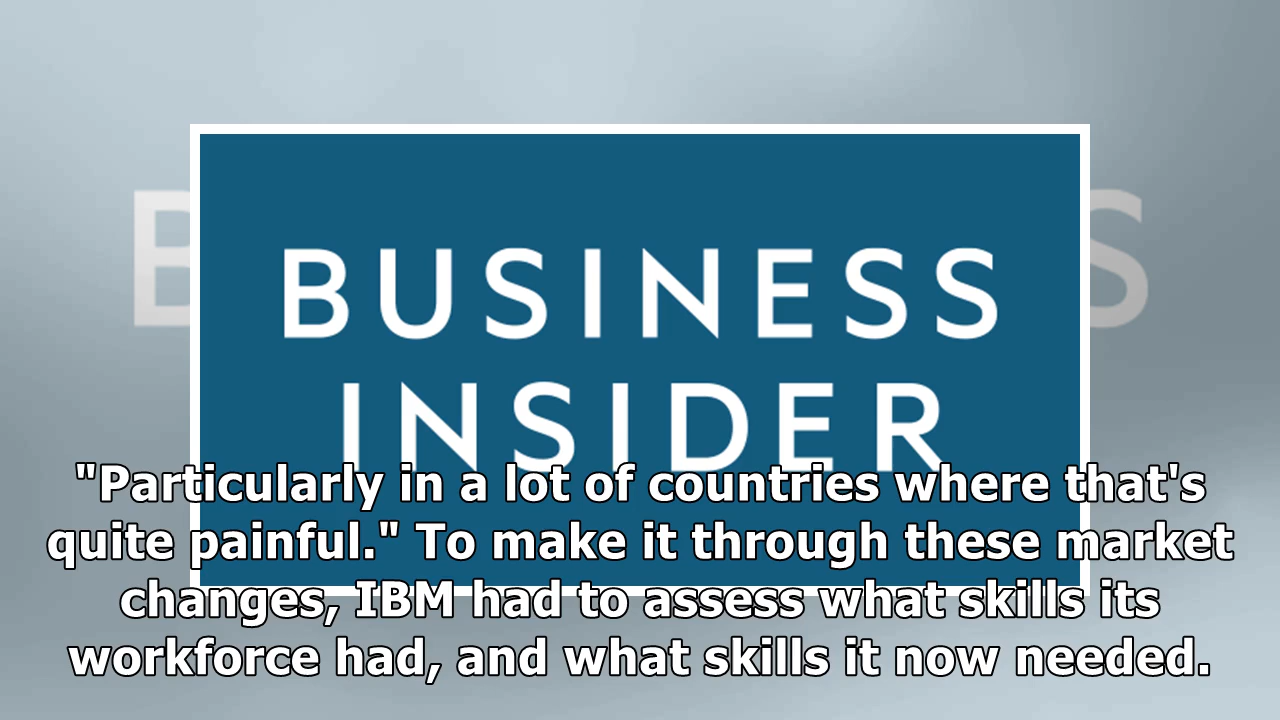 BUSINESS
INSIDER
"Particularly in a lot of countries where that's
quite painful." To make it through these market
changes, IBM had to assess what skills its
workforce had, and what skills it now needed.